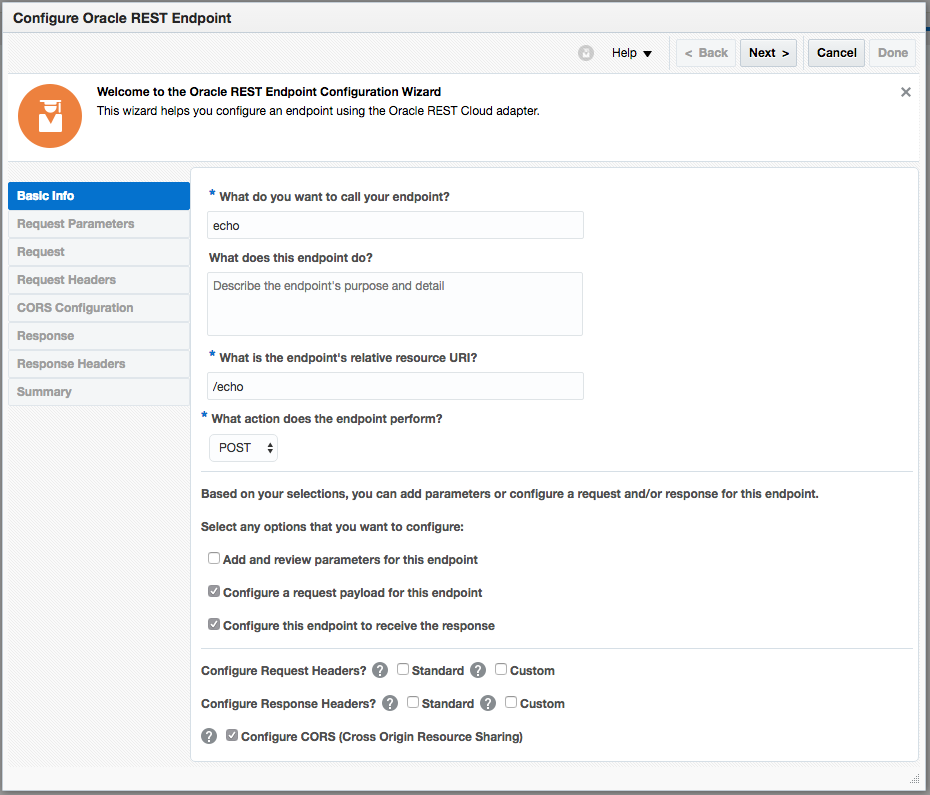 Configure Oracle REST Endpoint
Help
< Back
Next >
Cancel
Done
Welcome to the Oracle REST Endpoint Configuration Wizard
This wizard helps you configure an endpoint using the Oracle REST Cloud adapter.
Basic Info
Request Parameters
Request
Request Headers
CORS Configuration
Response
Response Headers
Summary
* What do you want to call your endpoint?
echo
What does this endpoint do?
Describe the endpoint's purpose and detail
* What is the endpoint's relative resource URI?
/echo
* What action does the endpoint perform?
POST
Based on your selections, you can add parameters or configure a request and/or response for this endpoint.
Select any options that you want to configure:
Add and review parameters for this endpoint
Configure a request payload for this endpoint
Configure this endpoint to receive the response
Configure Request Headers? ? Standard ? Custom
Configure Response Headers? ? Standard ? Custom
? Configure CORS (Cross Origin Resource Sharing)